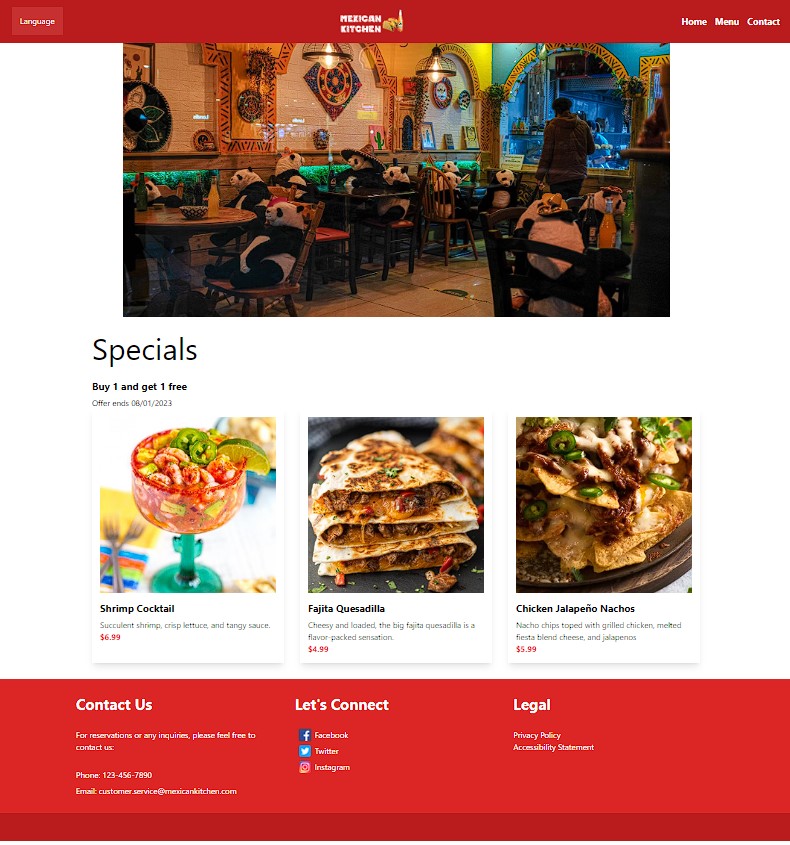 Language
MEXICAN
KITCHEN
Home Menu Contact
Specials
Buy 1 and get 1 free
Offer ends 08/01/2023
Shrimp Cocktail
Succulent shrimp, crisp lettuce, and tangy sauce.
$6.99
Fajita Quesadilla
Cheesy and loaded, the big fajita quesadilla is a
flavor-packed sensation.
$4.99
Chicken Jalapeño Nachos
Nacho chips toped with grilled chicken, melted
fiesta blend cheese, and jalapenos
$5.99
Contact Us
For reservations or any inquiries, please feel free to
contact us:
Phone: 123-456-7890
Email: customer.service@mexicankitchen.com
Let's Connect
Facebook
Twitter
Instagram
Legal
Privacy Policy
Accessibility Statement